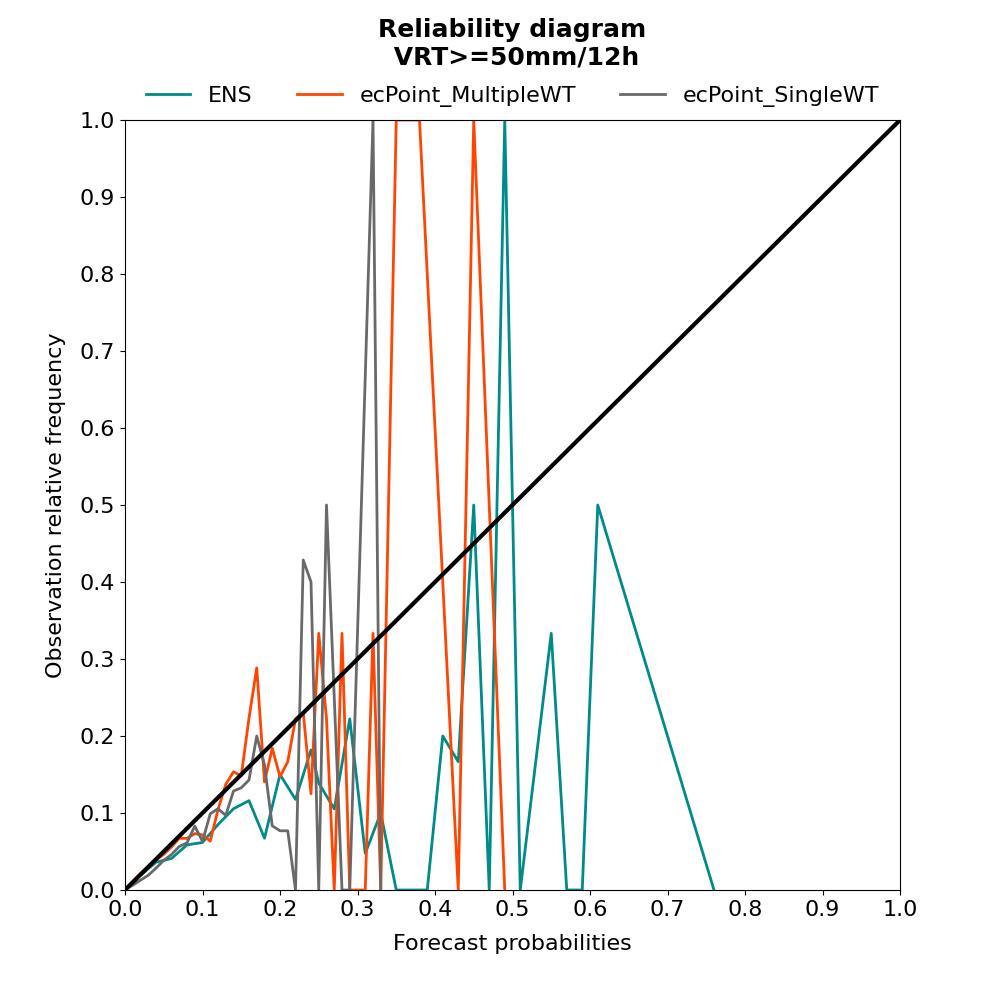 Reliability diagram
VRT>=50mm/12h
ENS ecPoint_MultipleWT ecPoint_SingleWT
1.0
0.9
0.8
0.7
0.6
0.5
0.4
0.3
0.2
0.1
0.0
Observation relative frequency
0.0 0.1 0.2 0.3 0.4 0.5 0.6 0.7 0.8 0.9 1.0
Forecast probabilities